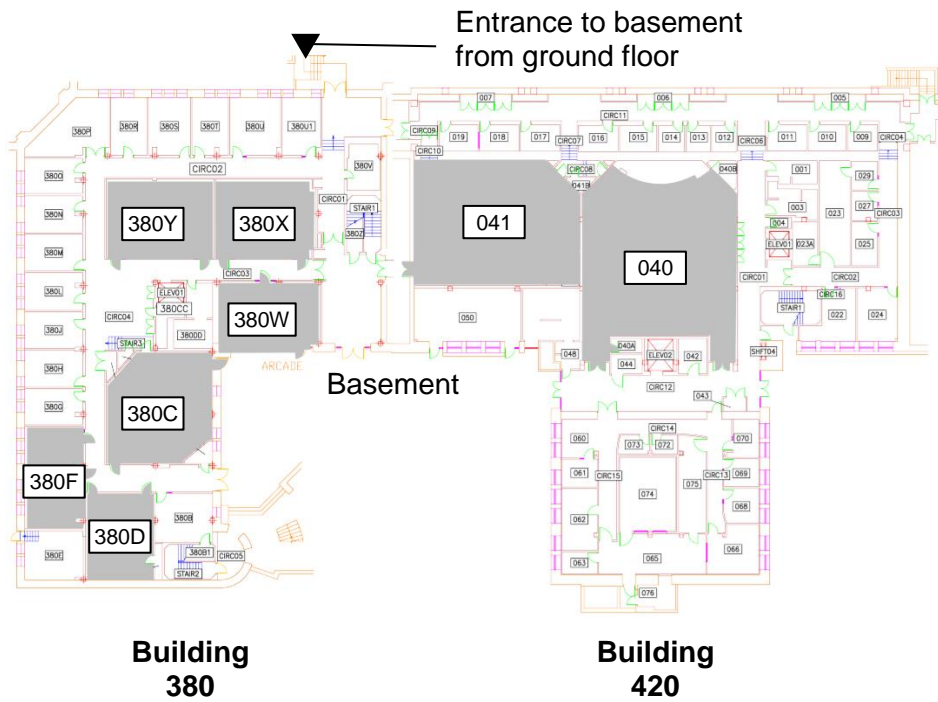 Entrance to basement
from ground floor
007
006
005
380P
380R
380S
380T
380U
380U1
CIRC11
CIRC09
019
018
017
CIRC07
016
015
014
013
012
CIRC06
011
010
009
CIRC04
CIRC10
380V
CIRC02
CIRC08
040B
041B
001
029
380O
380N
380M
380Y
380X
CIRC01
STAIR1
380Z
041
040
003
004
023
027
CIRC03
ELEV01
023A
025
CIRC03
CIRC01
CIRC02
380L
ELEV01
380CC
CIRC04
380W
050
CIRC16
STAIR1
022
024
380J
STAIR3
380DD
040A
ELEV02
042
SHFT04
048
044
ARCADE
380H
Basement
CIRC12
380G
380C
043
CIRC14
060
073
072
070
380F
061
CIRC15
074
075
CIRC13
069
380D
380B
062
068
380E
380B1
CIRC05
STAIR2
063
065
066
076
Building
380
Building
420